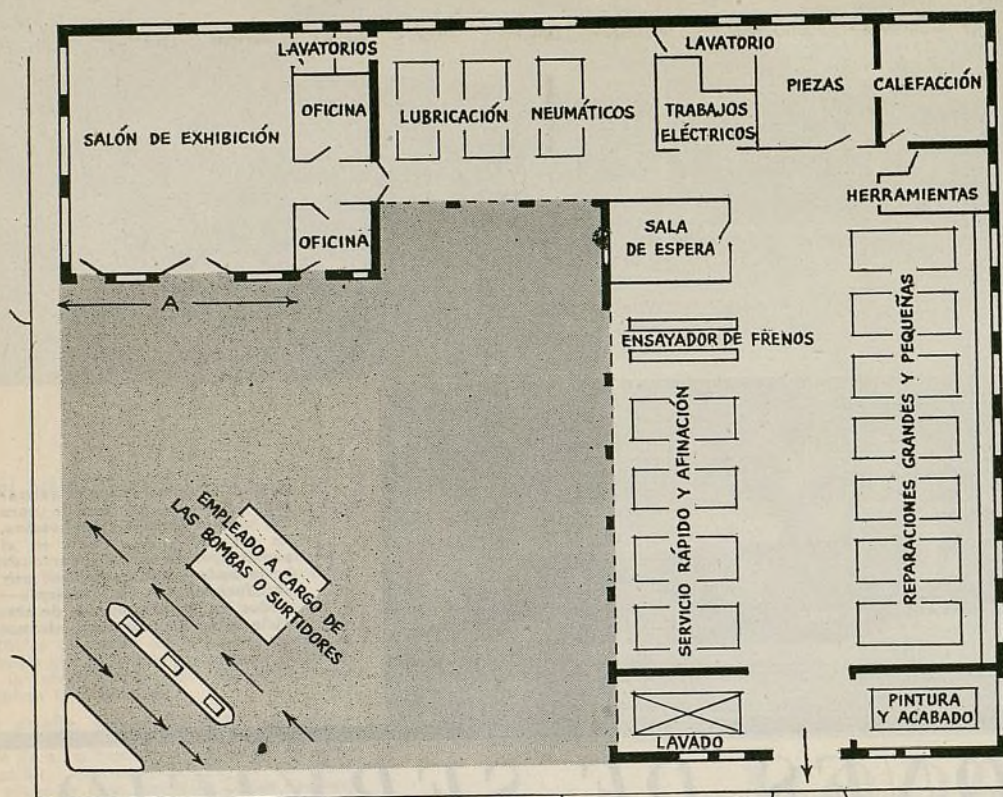 LAVATORIOS
LAVATORIO
SALÓN DE EXHIBICIÓN
OFICINA
LUBRICACIÓN
NEUMÁTICOS
TRABAJOS
ELÉCTRICOS
PIEZAS
CALEFACCIÓN
HERRAMIENTAS
OFICINA
SALA
DE ESPERA
A
ENSAYADOR DE FRENOS
SERVICIO RÁPIDO Y AFINACIÓN
REPARACIONES GRANDES Y PEQUEÑAS
EMPLEADO A CARGO DE
LAS BOMBAS O SURTIDORES
LAVADO
PINTURA
Y ACABADO